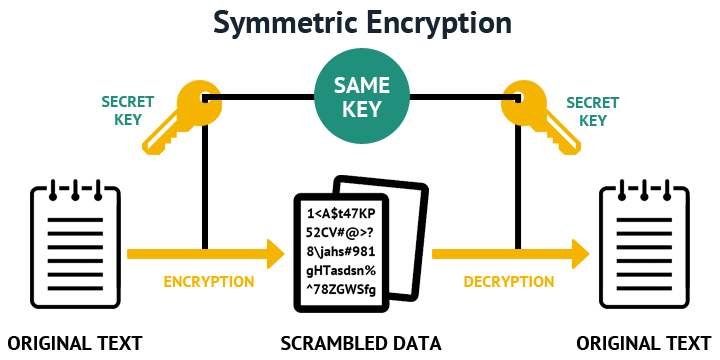 Symmetric Encryption
SAME
KEY
SECRET
KEY
SECRET
KEY
1<A$t47KP
52CV#@>?
8\jahs#981
gHTasdsn%
^78ZGWSfg
ENCRYPTION
DECRYPTION
ORIGINAL TEXT
SCRAMBLED DATA
ORIGINAL TEXT